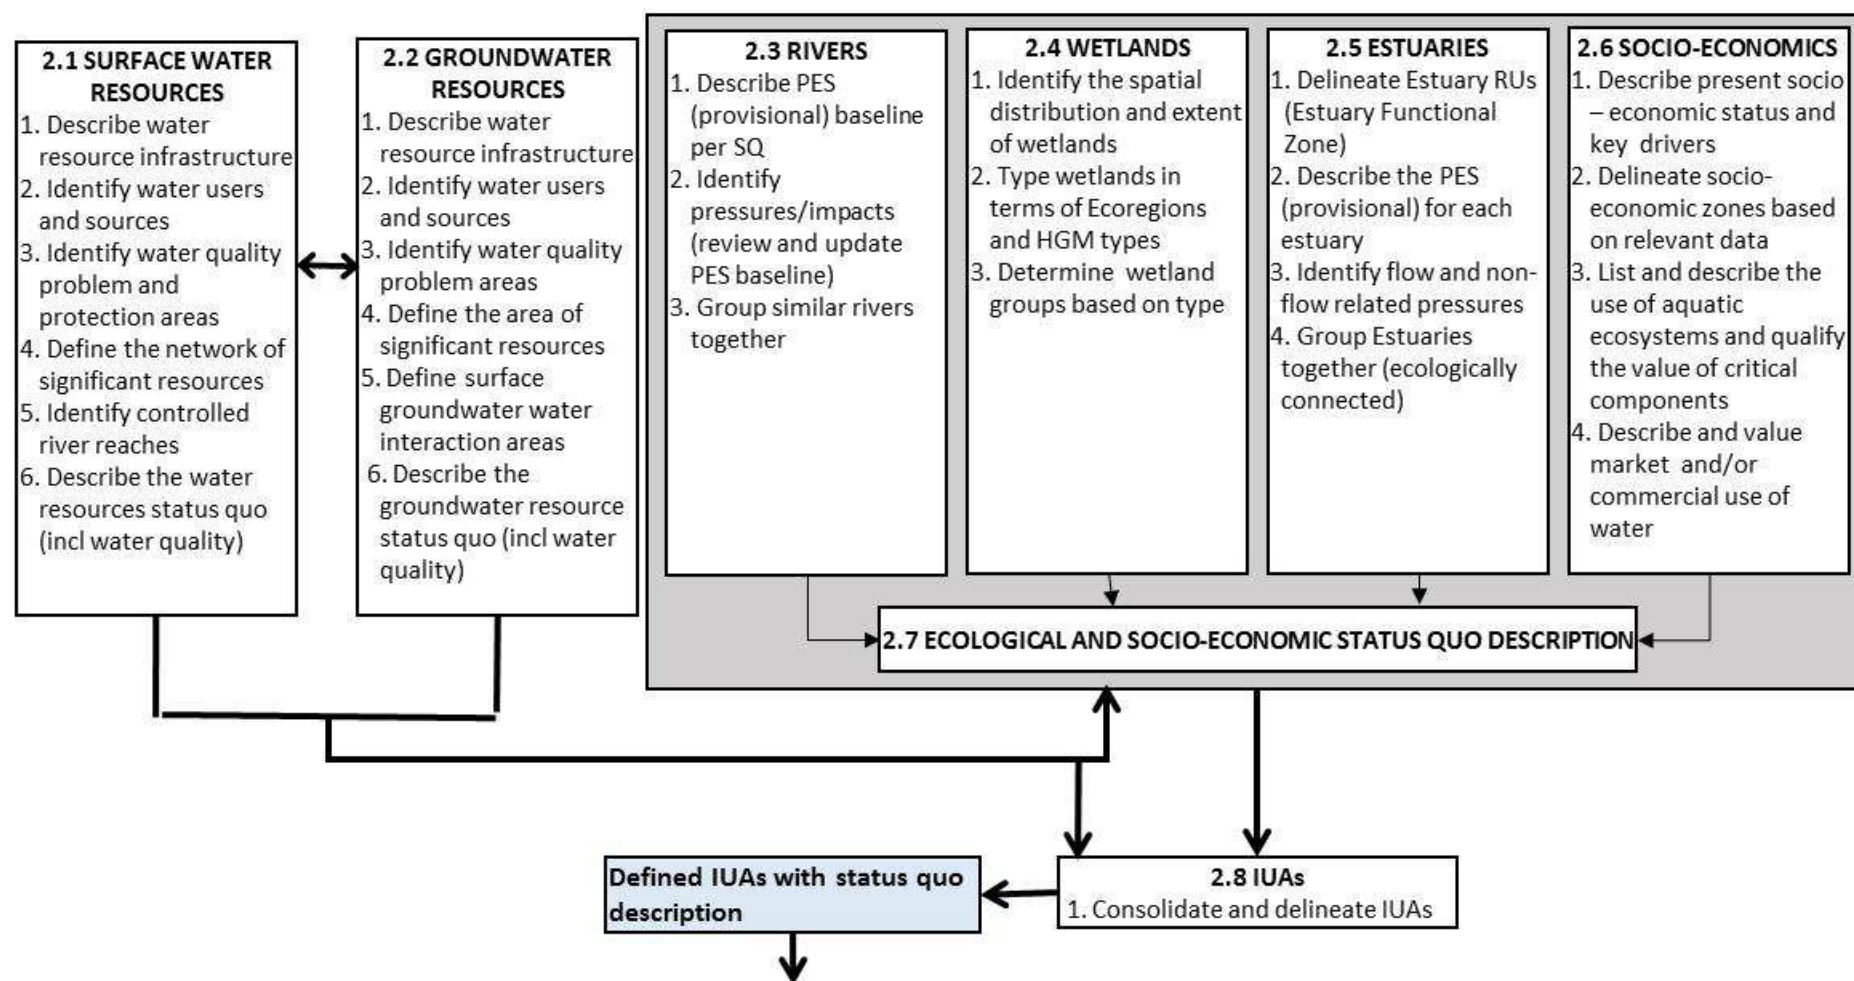 2.1 SURFACE WATER
RESOURCES
1. Describe water
resource infrastructure
2. Identify water users
and sources
3. Identify water quality
problem and
protection areas
4. Define the network of
significant resources
5. Identify controlled
river reaches
6. Describe the water
resources status quo
(incl water quality)
2.2 GROUNDWATER
RESOURCES
1. Describe water
resource infrastructure
2. Identify water users
and sources
3. Identify water quality
problem areas
4. Define the area of
significant resources
5. Define surface
groundwater water
interaction areas
6. Describe the
groundwater resource
status quo (incl water
quality)
2.3 RIVERS
1. Describe PES
(provisional) baseline
per SQ
2. Identify
pressures/impacts
(review and update
PES baseline)
3. Group similar rivers
together
2.4 WETLANDS
1. Identify the spatial
distribution and extent
of wetlands
2. Type wetlands in
terms of Ecoregions
and HGM types
3. Determine wetland
groups based on type
2.5 ESTUARIES
1. Delineate Estuary RUs
(Estuary Functional
Zone)
2. Describe the PES
(provisional) for each
estuary
3. Identify flow and non-
flow related pressures
4. Group Estuaries
together (ecologically
connected)
2.6 SOCIO-ECONOMICS
1. Describe present socio
– economic status and
key drivers
2. Delineate socio-
economic zones based
on relevant data
3. List and describe the
use of aquatic
ecosystems and qualify
the value of critical
components
4. Describe and value
market and/or
commercial use of
water
2.7 ECOLOGICAL AND SOCIO-ECONOMIC STATUS QUO DESCRIPTION
2.8 IUAs
1. Consolidate and delineate IUAs
Defined IUAs with status quo
description